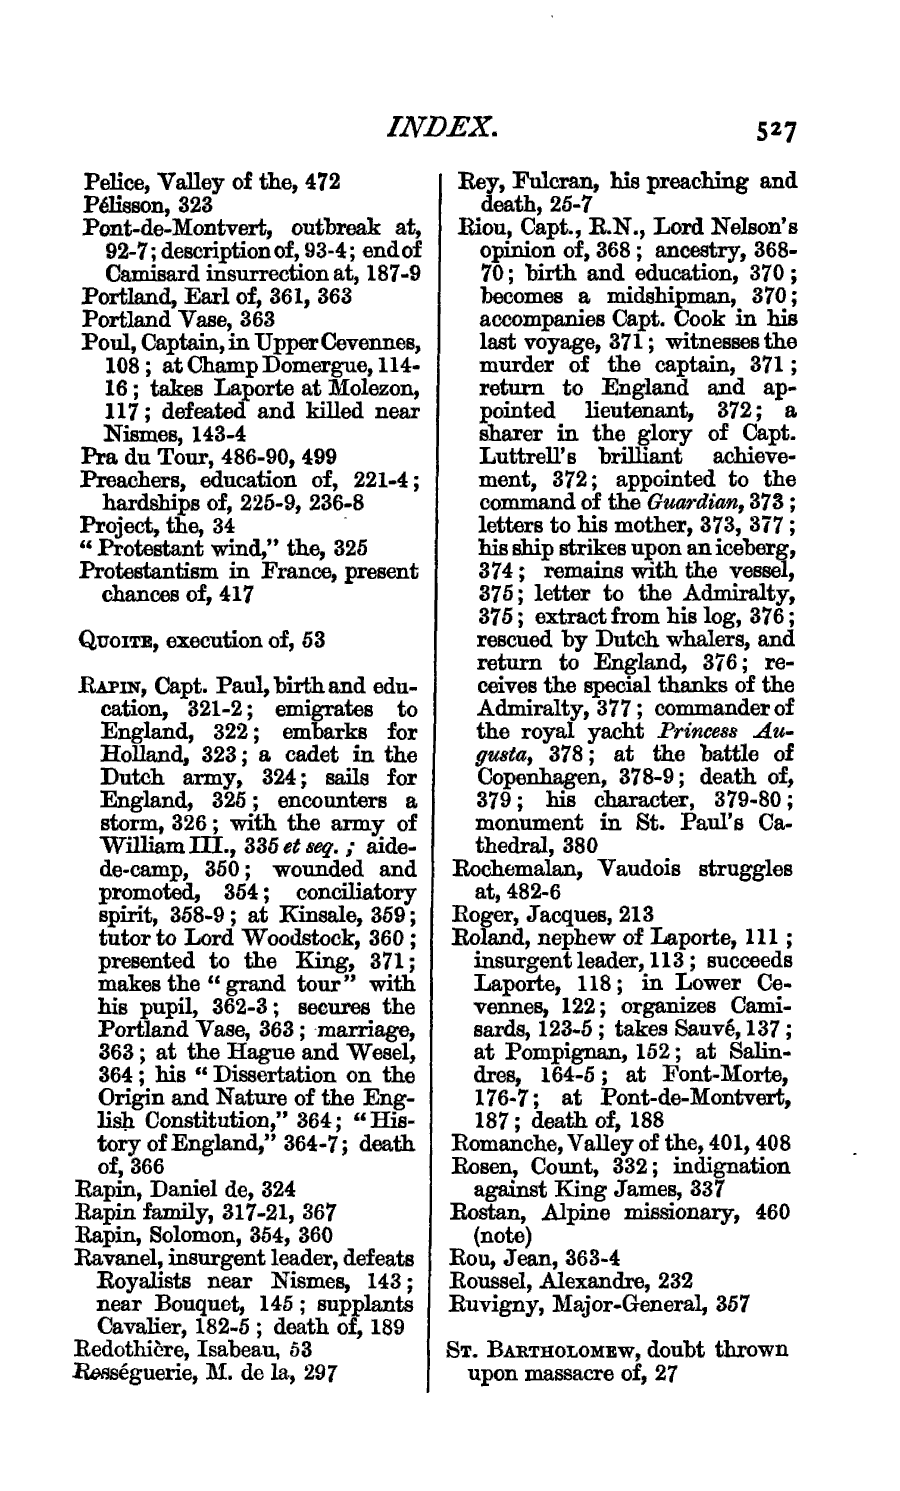 INDEX. 527
Pelice, Valley of the, 472
Pélisson, 323
Pont-de-Montvert, outbreak at,
92-7; description of, 93-4; end of
Camisard insurrection at, 187-9
Portland, Earl of, 361, 363
Portland Vase, 363
Poul, Captain, in Upper Cevennes,
108; at Champ Domergue, 114-
16; takes Laporte at Molezon,
117; defeated and killed near
Nismes, 143-4
Pra du Tour, 486-90, 499
Preachers, education of, 221-4;
hardships of, 225-9, 236-8
Project, the, 34
“Protestant wind,” the, 325
Protestantism in France, present
chances of, 417
QUOITE, execution of, 53
RAPIN, Capt. Paul, birth and edu-
cation, 321-2; emigrates to
England, 322; embarks for
Holland, 323; a cadet in the
Dutch army, 324; sails for
England, 325; encounters a
storm, 326; with the army of
William III., 335 et seq.; aide-
de-camp, 350; wounded and
promoted, 354; conciliatory
spirit, 358-9; at Kinsale, 359;
tutor to Lord Woodstock, 360;
presented to the King, 371;
makes the “grand tour” with
his pupil, 362-3; secures the
Portland Vase, 363; marriage,
363; at the Hague and Wesel,
364; his “Dissertation on the
Origin and Nature of the Eng-
lish Constitution,” 364; “His-
tory of England,” 364-7; death
of, 366
Rapin, Daniel de, 324
Rapin family, 317-21, 367
Rapin, Solomon, 354, 360
Ravanel, insurgent leader, defeats
Royalists near Nismes, 143;
near Bouquet, 145; supplants
Cavalier, 182-5; death of, 189
Redothière, Isabeau, 53
Rességuerie, M. de la, 297
Rey, Fulcran, his preaching and
death, 25-7
Riou, Capt., R.N., Lord Nelson's
opinion of, 368; ancestry, 368-
70; birth and education, 370;
becomes a midshipman, 370;
accompanies Capt. Cook in his
last voyage, 371; witnesses the
murder of the captain, 371;
return to England and ap-
pointed lieutenant, 372; a
sharer in the glory of Capt.
Luttrell's brilliant achieve-
ment, 372; appointed to the
command of the Guardian, 373;
letters to his mother, 373, 377;
his ship strikes upon an iceberg,
374; remains with the vessel,
375; letter to the Admiralty,
375; extract from his log, 376;
rescued by Dutch whalers, and
return to England, 376; re-
ceives the special thanks of the
Admiralty, 377; commander of
the royal yacht Princess Au-
gusta, 378; at the battle of
Copenhagen, 378-9; death of,
379; his character, 379-80;
monument in St. Paul's Ca-
thedral, 380
Rochemalan, Vaudois struggles
at, 482-6
Roger, Jacques, 213
Roland, nephew of Laporte, 111;
insurgent leader, 113; succeeds
Laporte, 118; in Lower Ce-
vennes, 122; organizes Cami-
sards, 123-5; takes Sauvé, 137;
at Pompignan, 152; at Salin-
dres, 164-5; at Font-Morte,
176-7; at Pont-de-Montvert,
187; death of, 188
Romanche, Valley of the, 401, 408
Rosen, Count, 332; indignation
against King James, 337
Rostan, Alpine missionary, 460
(note)
Rou, Jean, 363-4
Roussel, Alexandre, 232
Ruvigny, Major-General, 357
ST. BARTHOLOMEW, doubt thrown
upon massacre of, 27